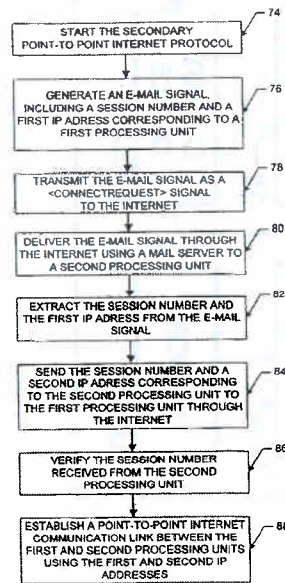 START THE SECONDARY
POINT-TO POINT INTERNET PROTOCOL
74
GENERATE AN E-MAIL SIGNAL,
INCLUDING A SESSION NUMBER AND A
FIRST IP ADRESS CORRESPONDING TO A
FIRST PROCESSING UNIT
76
TRANSMIT THE E-MAIL SIGNAL AS A
<CONNECTREQUEST> SIGNAL
TO THE INTERNET
78
DELIVER THE E-MAIL SIGNAL THROUGH
THE INTERNET USING A MAIL SERVER TO
A SECOND PROCESSING UNIT
80
EXTRACT THE SESSION NUMBER AND
THE FIRST IP ADRESS FROM THE E-MAIL
SIGNAL
82
SEND THE SESSION NUMBER AND A
SECOND IP ADRESS CORRESPONDING
TO THE SECOND PROCESSING UNIT TO
THE FIRST PROCESSING UNIT THROUGH
THE INTERNET
84
VERIFY THE SESSION NUMBER
RECEIVED FROM THE SECOND
PROCESSING UNIT
86
ESTABLISH A POINT-TO-POINT INTERNET
COMMUNICATION LINK BETWEEN THE
FIRST AND SECOND PROCESSING UNITS
USING THE FIRST AND SECOND IP
ADDRESSES
88